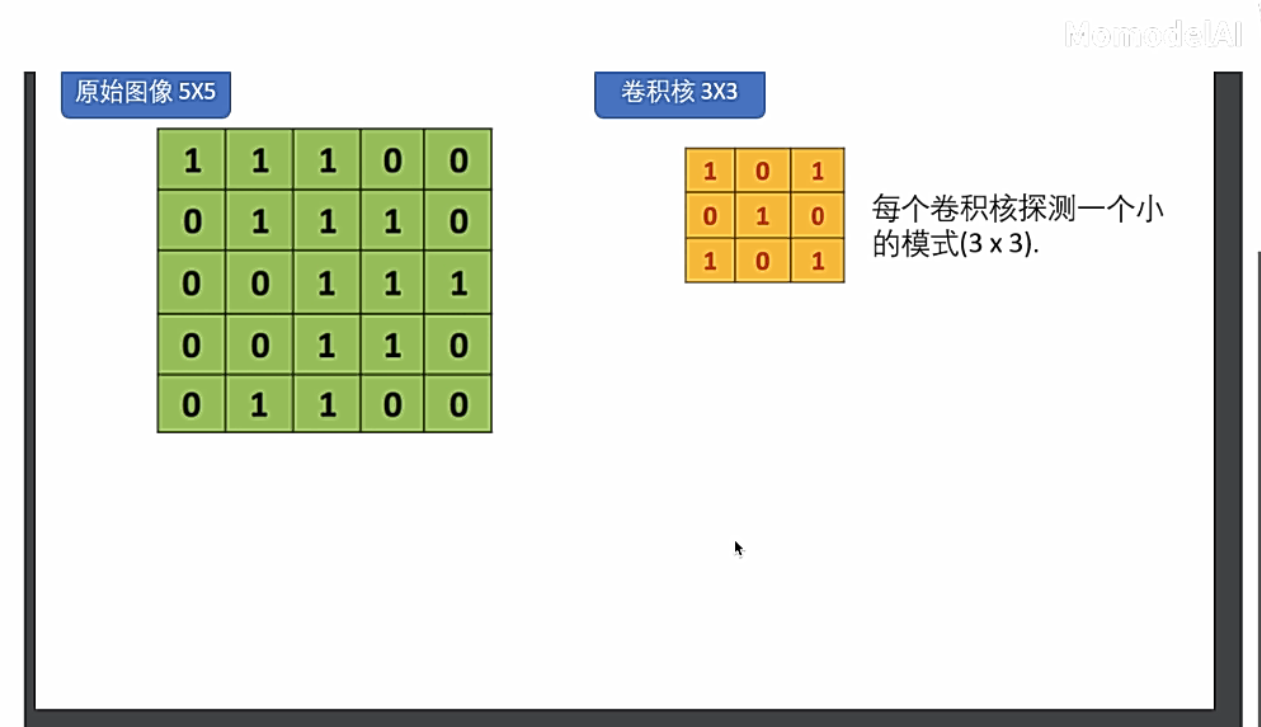 MomodelAI
原始图像 5X5
卷积核 3X3
1 1 1 0 0
0 1 1 1 0
0 0 1 1 1
0 0 1 1 0
0 1 1 0 0
1 0 1
0 1 0
1 0 1
每个卷积核探测一个小
的模式(3 x 3).